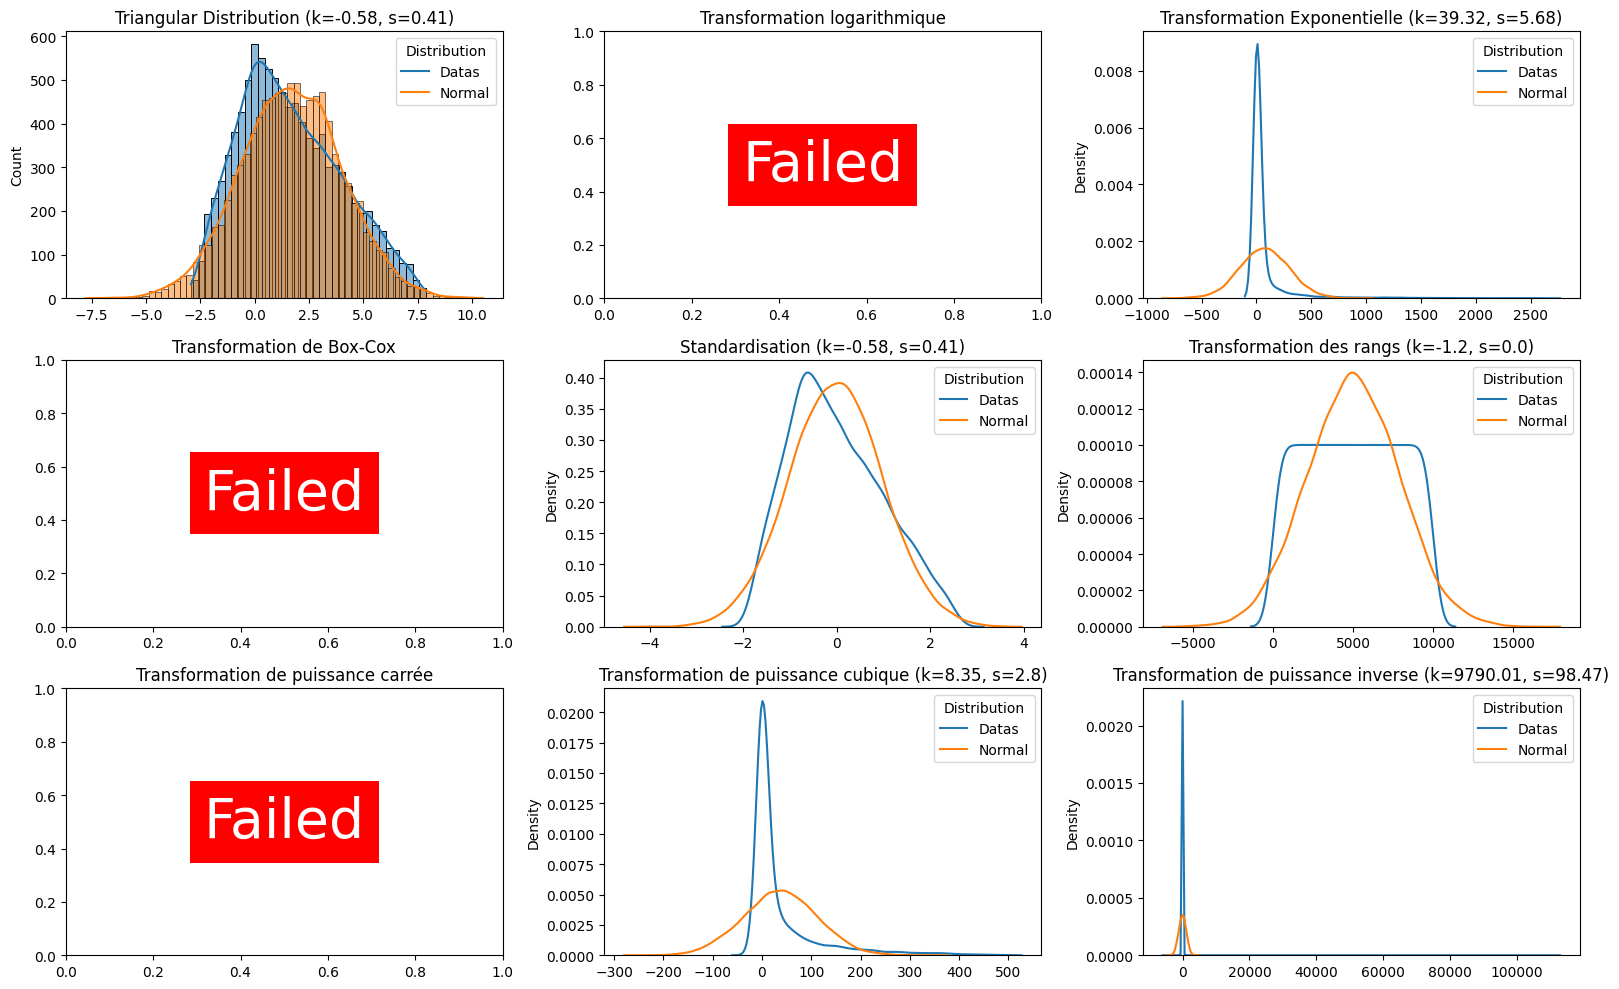 Triangular Distribution (k=-0.58, s=0.41)
Count
600
500
400
300
200
100
0
−7.5 −5.0 −2.5 0.0 2.5 5.0 7.5 10.0
Distribution
Datas
Normal
Transformation logarithmique
1.0
0.8
0.6
0.4
0.2
0.0
0.0 0.2 0.4 0.6 0.8 1.0
Failed
Transformation Exponentielle (k=39.32, s=5.68)
Density
0.008
0.006
0.004
0.002
0.000
−1000 −500 0 500 1000 1500 2000 2500
Distribution
Datas
Normal
Transformation de Box-Cox
1.0
0.8
0.6
0.4
0.2
0.0
0.0 0.2 0.4 0.6 0.8 1.0
Failed
Standardisation (k=-0.58, s=0.41)
Density
0.40
0.35
0.30
0.25
0.20
0.15
0.10
0.05
0.00
−4 −2 0 2 4
Distribution
Datas
Normal
Transformation des rangs (k=-1.2, s=0.0)
Density
0.00014
0.00012
0.00010
0.00008
0.00006
0.00004
0.00002
0.00000
−5000 0 5000 10000 15000
Distribution
Datas
Normal
Transformation de puissance carrée
1.0
0.8
0.6
0.4
0.2
0.0
0.0 0.2 0.4 0.6 0.8 1.0
Failed
Transformation de puissance cubique (k=8.35, s=2.8)
Density
0.0200
0.0175
0.0150
0.0125
0.0100
0.0075
0.0050
0.0025
0.0000
−300 −200 −100 0 100 200 300 400 500
Distribution
Datas
Normal
Transformation de puissance inverse (k=9790.01, s=98.47)
Density
0.0020
0.0015
0.0010
0.0005
0.0000
0 20000 40000 60000 80000 100000
Distribution
Datas
Normal